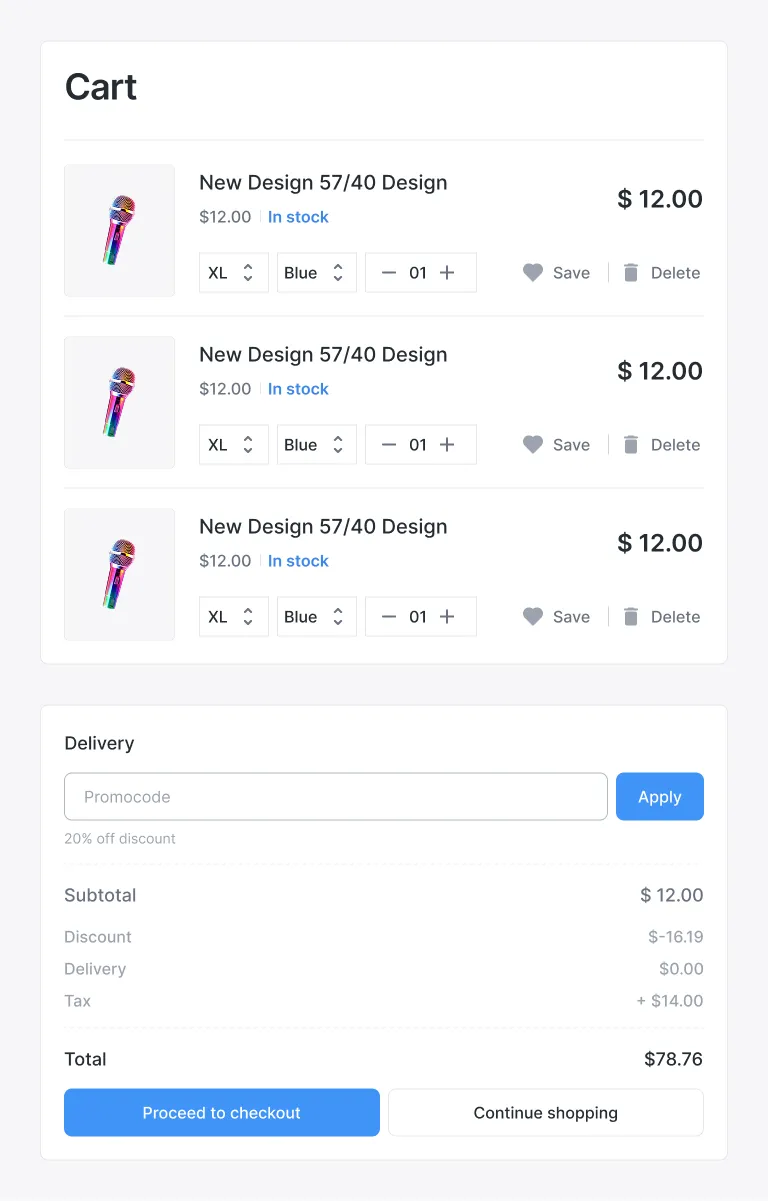 Cart
New Design 57/40 Design
$ 12.00
$12.00 In stock
XL Blue 01 Save Delete
New Design 57/40 Design
$ 12.00
$12.00 In stock
XL Blue 01 Save Delete
New Design 57/40 Design
$ 12.00
$12.00 In stock
XL Blue 01 Save Delete
Delivery
Promocode Apply
20% off discount
Subtotal $ 12.00
Discount $-16.19
Delivery $0.00
Tax + $14.00
Total $78.76
Proceed to checkout Continue shopping